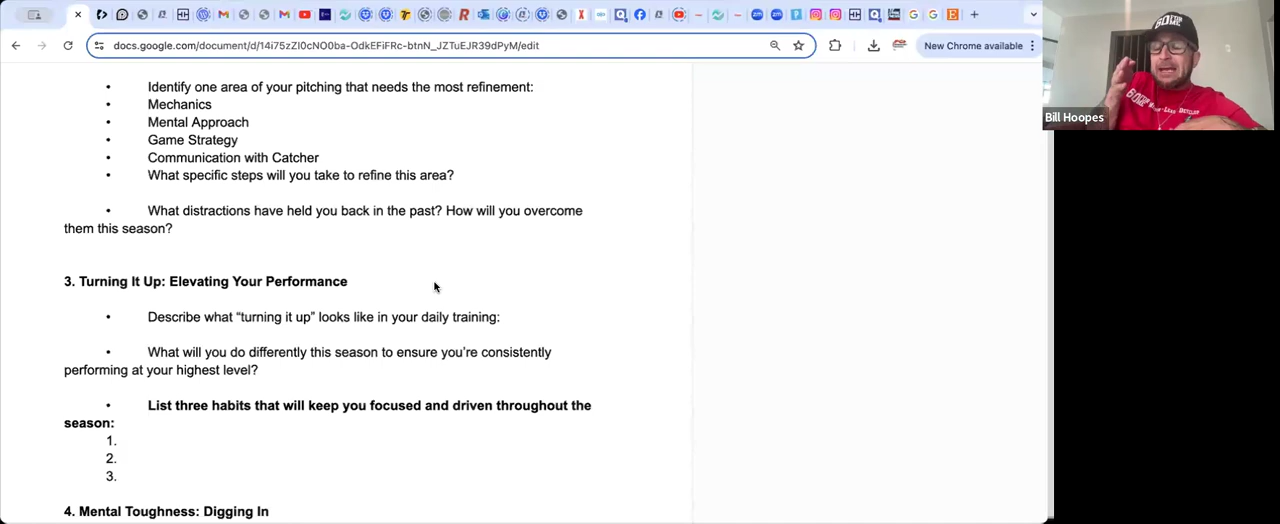 docs.google.com/document/d/14i75zZl0cNO0ba-OdkEFiFRc-btnN_JZTuEJR39dPyM/edit
New Chrome available
• Identify one area of your pitching that needs the most refinement:
• Mechanics
• Mental Approach
• Game Strategy
• Communication with Catcher
• What specific steps will you take to refine this area?
• What distractions have held you back in the past? How will you overcome
them this season?
3. Turning It Up: Elevating Your Performance
• Describe what “turning it up” looks like in your daily training:
• What will you do differently this season to ensure you’re consistently
performing at your highest level?
• List three habits that will keep you focused and driven throughout the
season:
1.
2.
3.
4. Mental Toughness: Digging In
Bill Hoopes